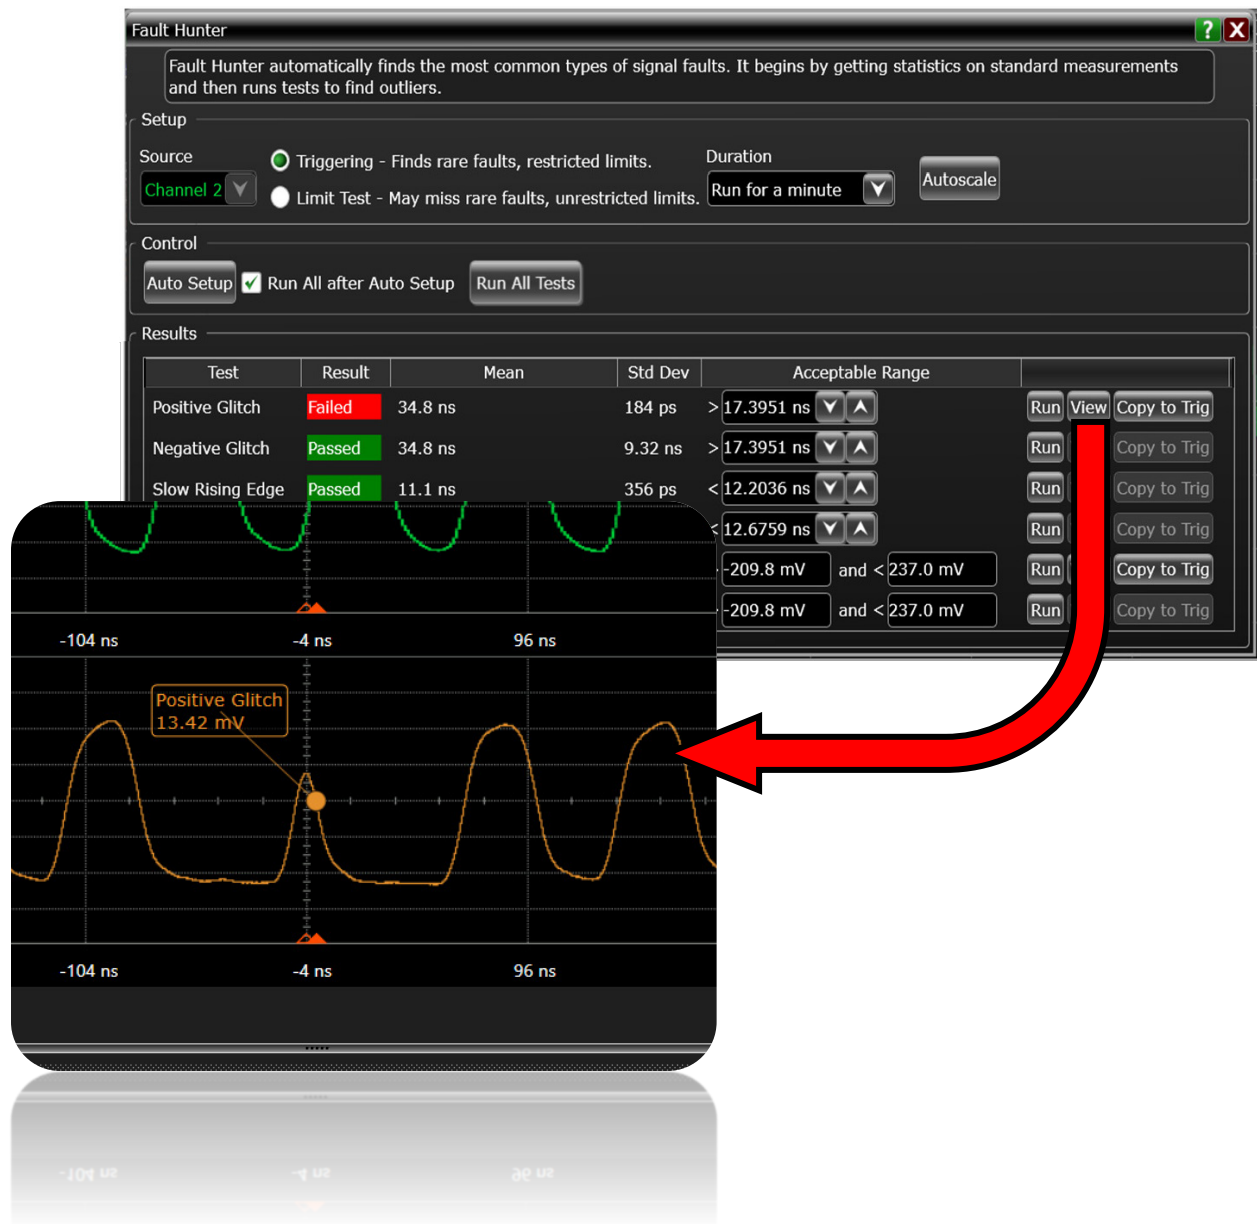 Fault Hunter
?
X
Fault Hunter automatically finds the most common types of signal faults. It begins by getting statistics on standard measurements
and then runs tests to find outliers.
Setup
Source
Channel 2
Triggering - Finds rare faults, restricted limits.
Limit Test - May miss rare faults, unrestricted limits.
Duration
Run for a minute
Autoscale
Control
Auto Setup
Run All after Auto Setup
Run All Tests
Results
Test Result Mean Std Dev Acceptable Range
Positive Glitch Failed 34.8 ns 184 ps > 17.3951 ns Run View Copy to Trig
Negative Glitch Passed 34.8 ns 9.32 ns > 17.3951 ns Run Copy to Trig
Slow Rising Edge Passed 11.1 ns 356 ps < 12.2036 ns Run Copy to Trig
< 12.6759 ns Run Copy to Trig
-209.8 mV and < 237.0 mV Run Copy to Trig
-209.8 mV and < 237.0 mV Run Copy to Trig
-104 ns -4 ns 96 ns
Positive Glitch
13.42 mV
-104 ns -4 ns 96 ns